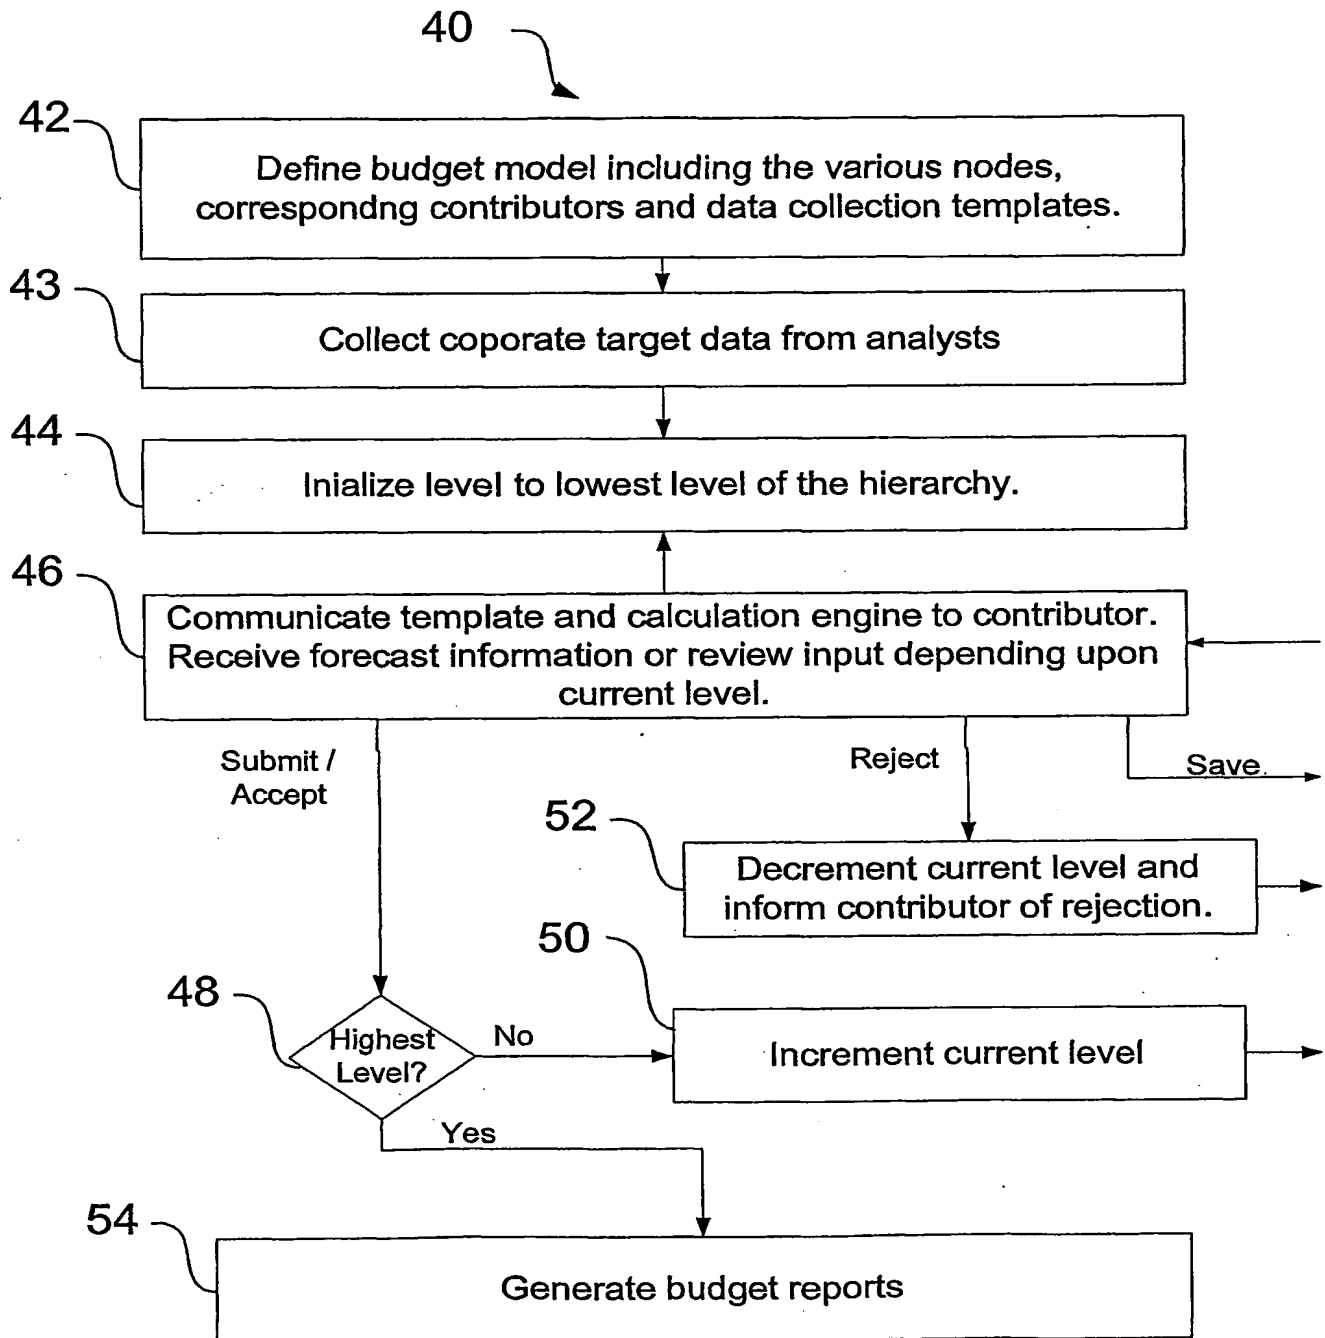 40
42
Define budget model including the various nodes,
correspondng contributors and data collection templates.
43
Collect coporate target data from analysts
44
Inialize level to lowest level of the hierarchy.
46
Communicate template and calculation engine to contributor.
Receive forecast information or review input depending upon
current level.
Submit /
Accept
Reject
Save
52
Decrement current level and
inform contributor of rejection.
50
Increment current level
48
Highest
Level?
No
Yes
54
Generate budget reports